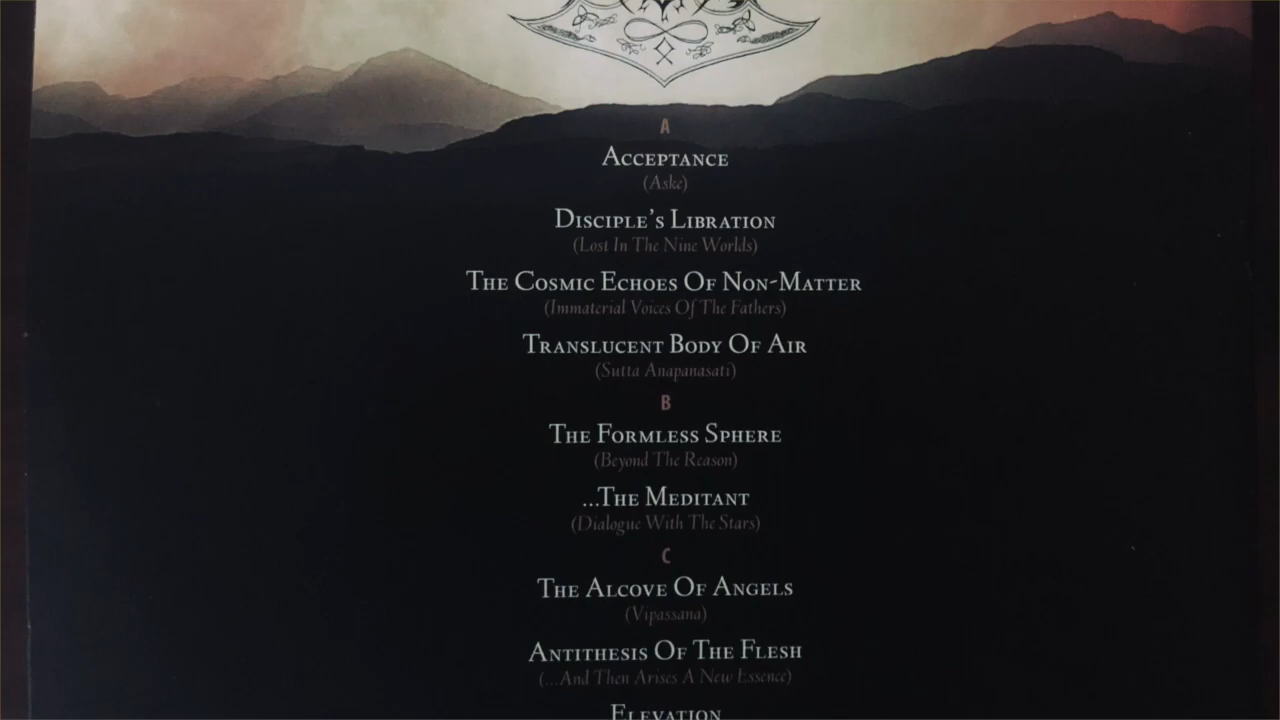 A
Acceptance
(Aske)
Disciple's Libration
(Lost In The Nine Worlds)
The Cosmic Echoes Of Non-Matter
(Immaterial Voices Of The Fathers)
Translucent Body Of Air
(Sutta Anapanasati)
B
The Formless Sphere
(Beyond The Reason)
...The Meditant
(Dialogue With The Stars)
C
The Alcove Of Angels
(Vipassana)
Antithesis Of The Flesh
(...And Then Arises A New Essence)
Elevation